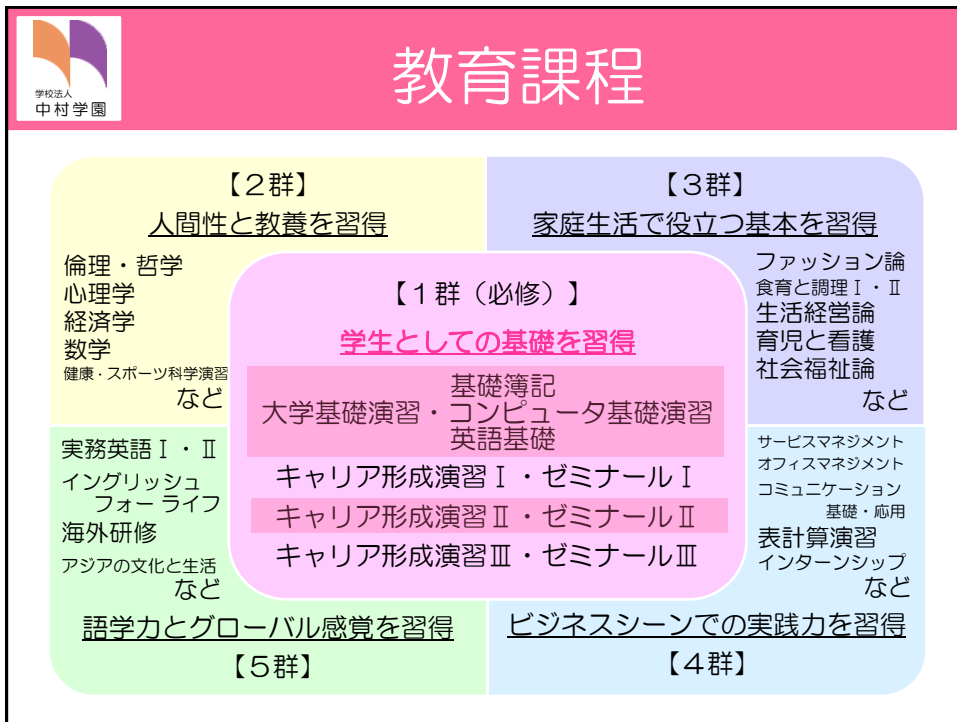 学校法人
中村学園
教育課程
【２群】
人間性と教養を習得
倫理・哲学
心理学
経済学
数学
健康・スポーツ科学演習
など
【３群】
家庭生活で役立つ基本を習得
ファッション論
食育と調理Ⅰ・Ⅱ
生活経営論
育児と看護
社会福祉論
など
【１群（必修）】
学生としての基礎を習得
基礎簿記
大学基礎演習・コンピュータ基礎演習
英語基礎
キャリア形成演習Ⅰ・ゼミナールⅠ
キャリア形成演習Ⅱ・ゼミナールⅡ
キャリア形成演習Ⅲ・ゼミナールⅢ
実務英語Ⅰ・Ⅱ
イングリッシュ
フォー ライフ
海外研修
アジアの文化と生活
など
語学力とグローバル感覚を習得
【５群】
サービスマネジメント
オフィスマネジメント
コミュニケーション
基礎・応用
表計算演習
インターンシップ
など
ビジネスシーンでの実践力を習得
【４群】